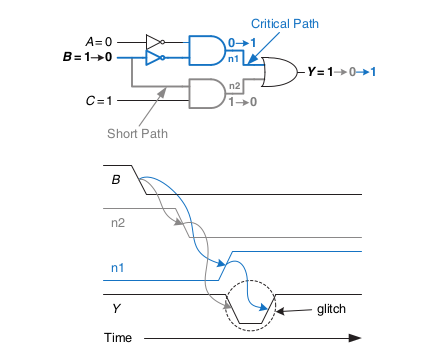 Critical Path
A = 0
0→1
n1
B = 1→0
Y = 1→0→1
n2
C = 1
1→0
Short Path
B
n2
n1
Y
glitch
Time